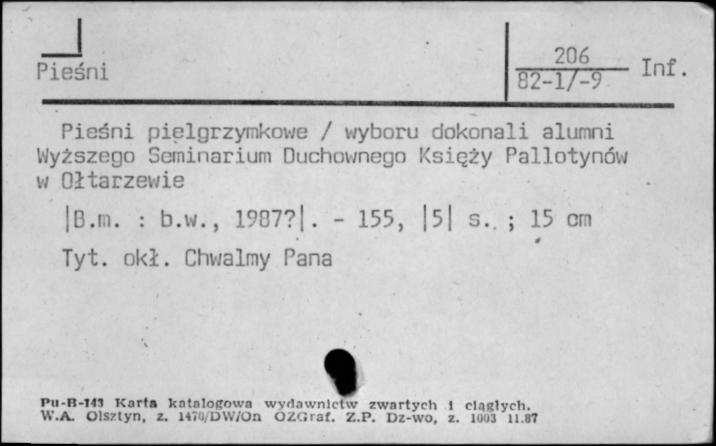 Pieśni
206
82-1/-9 Inf.
Pieśni pielgrzymkowe / wyboru dokonali alumni
Wyższego Seminarium Duchownego Księży Pallotynów
w Ołtarzewie
|B.m. : b.w., 1987?|. - 155, |5| s. ; 15 cm
Tyt. okł. Chwalmy Pana
Pu-B-143 Karta katalogowa wydawnictw zwartych i ciągłych.
W.A. Olsztyn, z. 1470/DW/On OZGraf. Z.P. Dz-wo, z. 1003 11.87